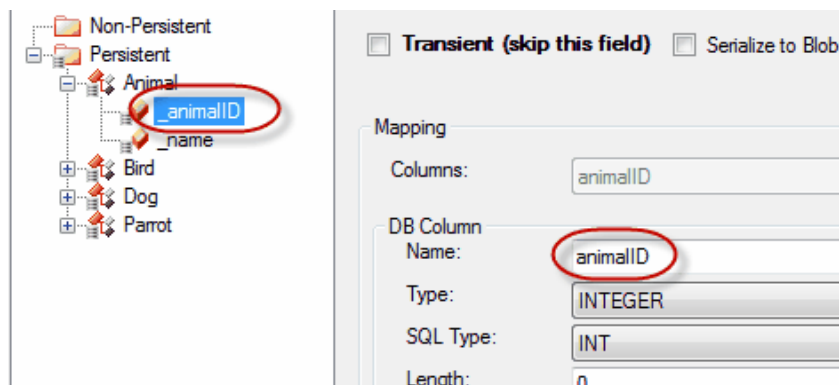 Non-Persistent
Persistent
Animal
_animalID
_name
Bird
Dog
Parrot
Transient (skip this field) Serialize to Blob
Mapping
Columns: animalID
DB Column
Name: animalID
Type: INTEGER
SQL Type: INT
Length: 0